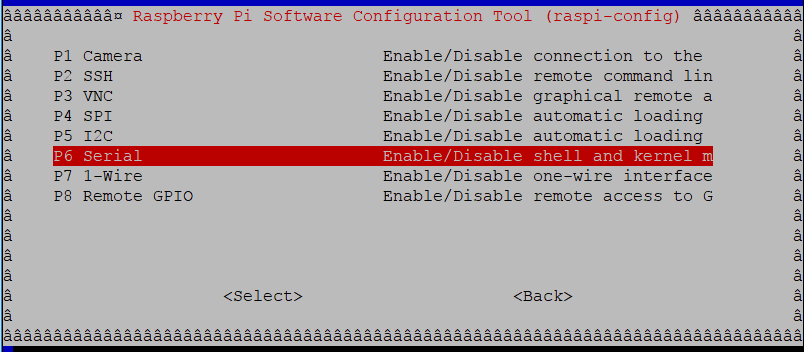 âââââââââââ¤ Raspberry Pi Software Configuration Tool (raspi-config) âââââââââââ
â â
â P1 Camera Enable/Disable connection to the â
â P2 SSH Enable/Disable remote command lin â
â P3 VNC Enable/Disable graphical remote a â
â P4 SPI Enable/Disable automatic loading â
â P5 I2C Enable/Disable automatic loading â
â P6 Serial Enable/Disable shell and kernel m â
â P7 1-Wire Enable/Disable one-wire interface â
â P8 Remote GPIO Enable/Disable remote access to G â
â â
â â
â â
â â
â <Select> <Back> â
â â
ââââââââââââââââââââââââââââââââââââââââââââââââââââââââââââââââââââââââââââââââ